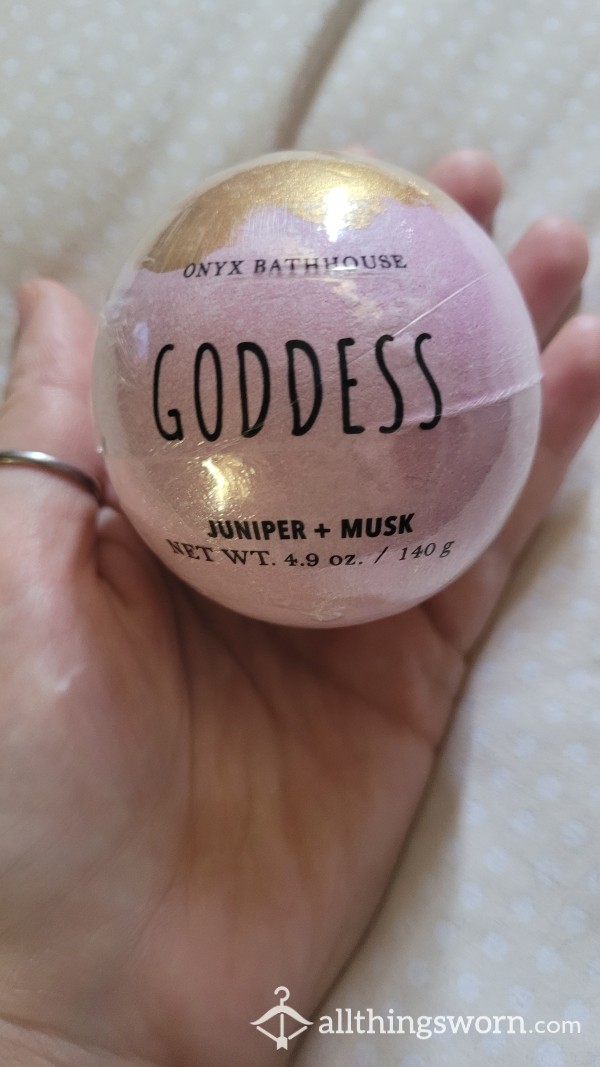 ONYX BATHHOUSE
GODDESS
JUNIPER + MUSK
NET WT. 4.9 oz. / 140 g
allthingsworn.com